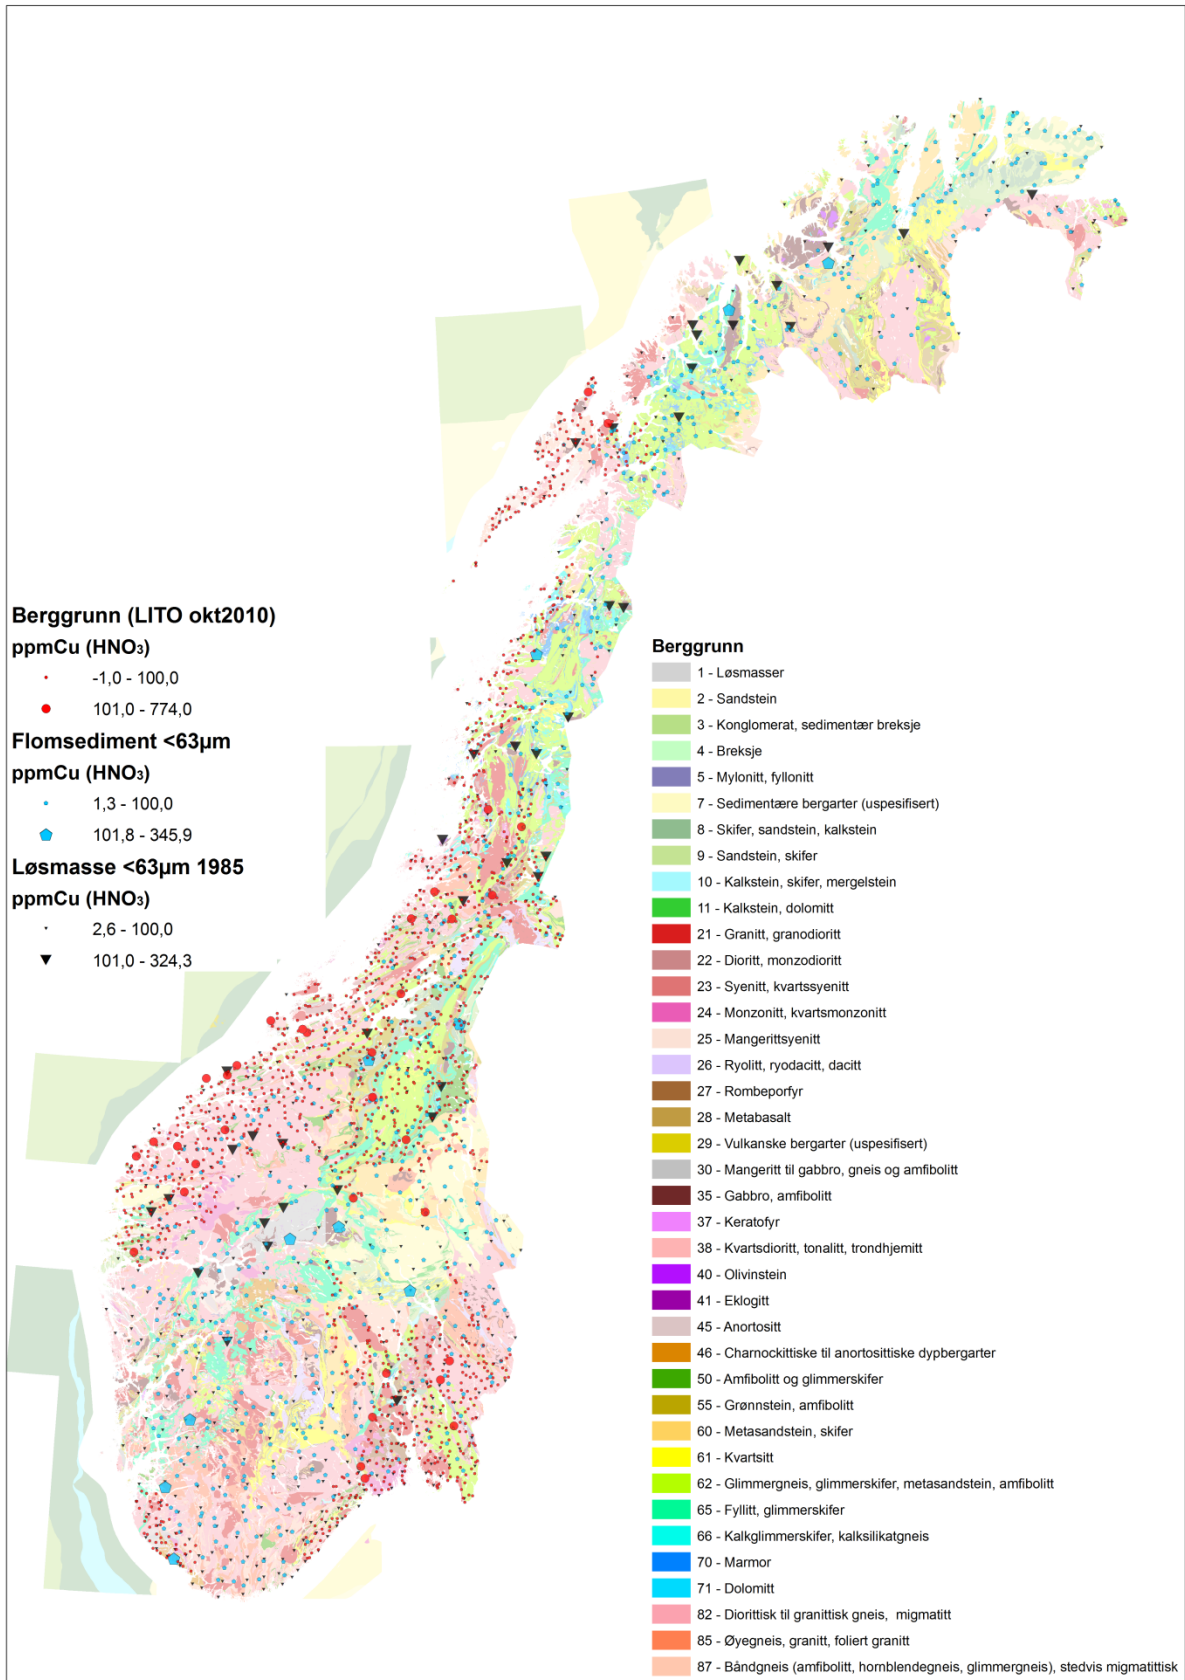 Berggrunn (LITO okt2010)
ppmCu (HNO₃)
-1,0 - 100,0
101,0 - 774,0
Flomsediment <63µm
ppmCu (HNO₃)
1,3 - 100,0
101,8 - 345,9
Løsmasse <63µm 1985
ppmCu (HNO₃)
2,6 - 100,0
101,0 - 324,3
Berggrunn
1 - Løsmasser
2 - Sandstein
3 - Konglomerat, sedimentær breksje
4 - Breksje
5 - Mylonitt, fyllonitt
7 - Sedimentære bergarter (uspesifisert)
8 - Skifer, sandstein, kalkstein
9 - Sandstein, skifer
10 - Kalkstein, skifer, mergelstein
11 - Kalkstein, dolomitt
21 - Granitt, granodioritt
22 - Dioritt, monzodioritt
23 - Syenitt, kvartssyenitt
24 - Monzonitt, kvartsmonzonitt
25 - Mangerittsyenitt
26 - Ryolitt, ryodacitt, dacitt
27 - Rombeporfyr
28 - Metabasalt
29 - Vulkanske bergarter (uspesifisert)
30 - Mangeritt til gabbro, gneis og amfibolitt
35 - Gabbro, amfibolitt
37 - Keratofyr
38 - Kvartsdioritt, tonalitt, trondhjemitt
40 - Olivinstein
41 - Eklogitt
45 - Anortositt
46 - Charnockittiske til anortosittiske dypbergarter
50 - Amfibolitt og glimmerskifer
55 - Grønnstein, amfibolitt
60 - Metasandstein, skifer
61 - Kvartsitt
62 - Glimmergneis, glimmerskifer, metasandstein, amfibolitt
65 - Fyllitt, glimmerskifer
66 - Kalkglimmerskifer, kalksilikatgneis
70 - Marmor
71 - Dolomitt
82 - Diorittisk til granittisk gneis, migmatitt
85 - Øyegneis, granitt, foliert granitt
87 - Båndgneis (amfibolitt, hornblendegneis, glimmergneis), stedvis migmatittisk